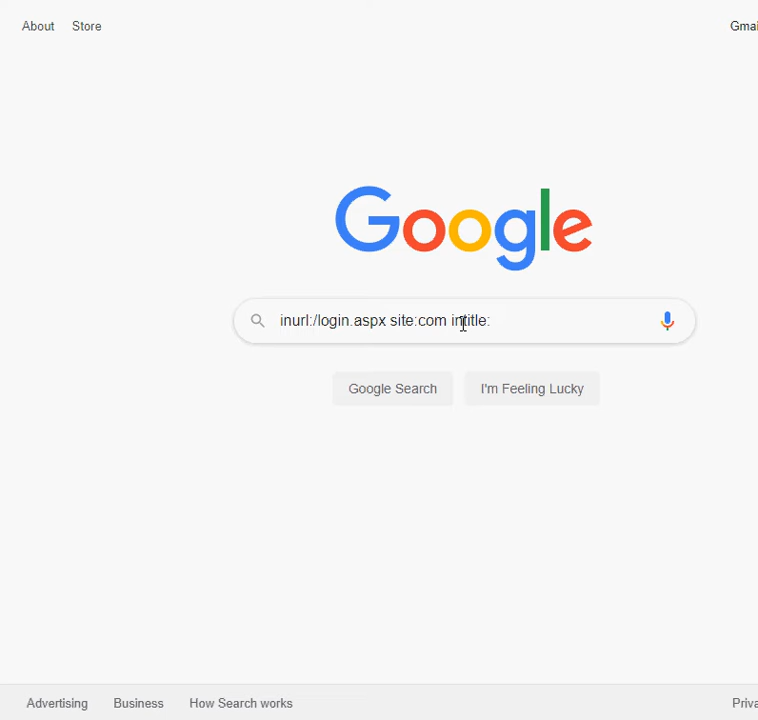 About Store Gmai
Google
inurl:/login.aspx site:com intitle:
Google Search I'm Feeling Lucky
Advertising Business How Search works Priva